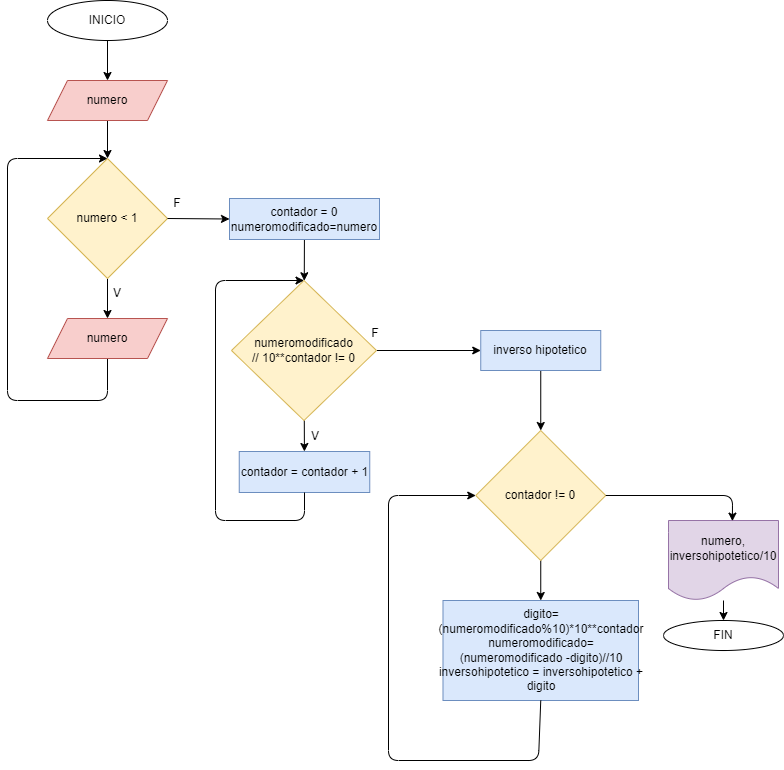 INICIO
numero
numero < 1
F
contador = 0
numeromodificado=numero
V
numero
numeromodificado
// 10**contador != 0
F
inverso hipotetico
V
contador = contador + 1
contador != 0
numero,
inversohipotetico/10
digito=
(numeromodificado%10)*10**contador
numeromodificado=
(numeromodificado -digito)//10
inversohipotetico = inversohipotetico +
digito
FIN